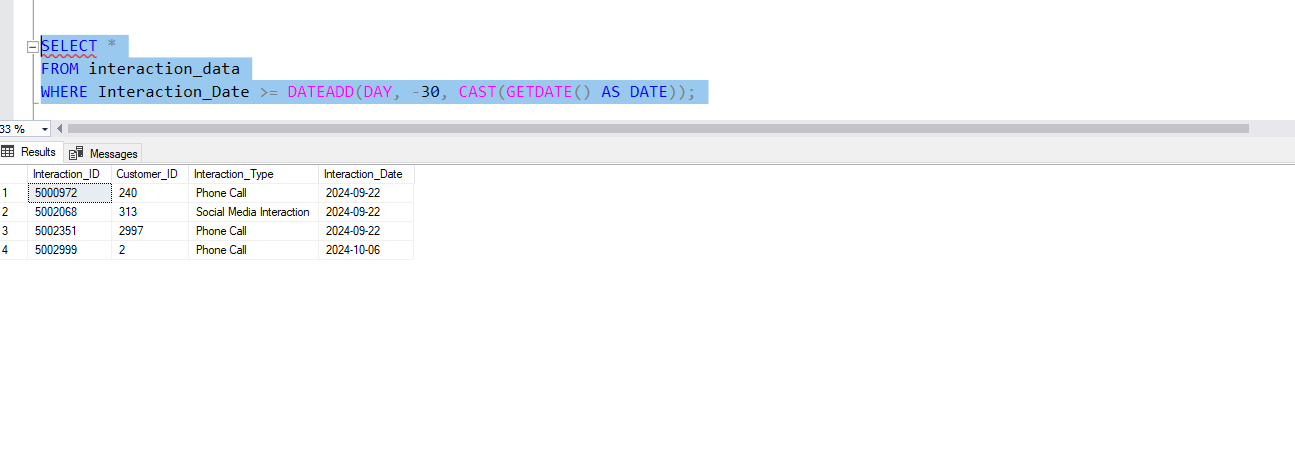 SELECT *
FROM interaction_data
WHERE Interaction_Date >= DATEADD(DAY, -30, CAST(GETDATE() AS DATE));
33 %
Results Messages
Interaction_ID Customer_ID Interaction_Type Interaction_Date
1 5000972 240 Phone Call 2024-09-22
2 5002068 313 Social Media Interaction 2024-09-22
3 5002351 2997 Phone Call 2024-09-22
4 5002999 2 Phone Call 2024-10-06